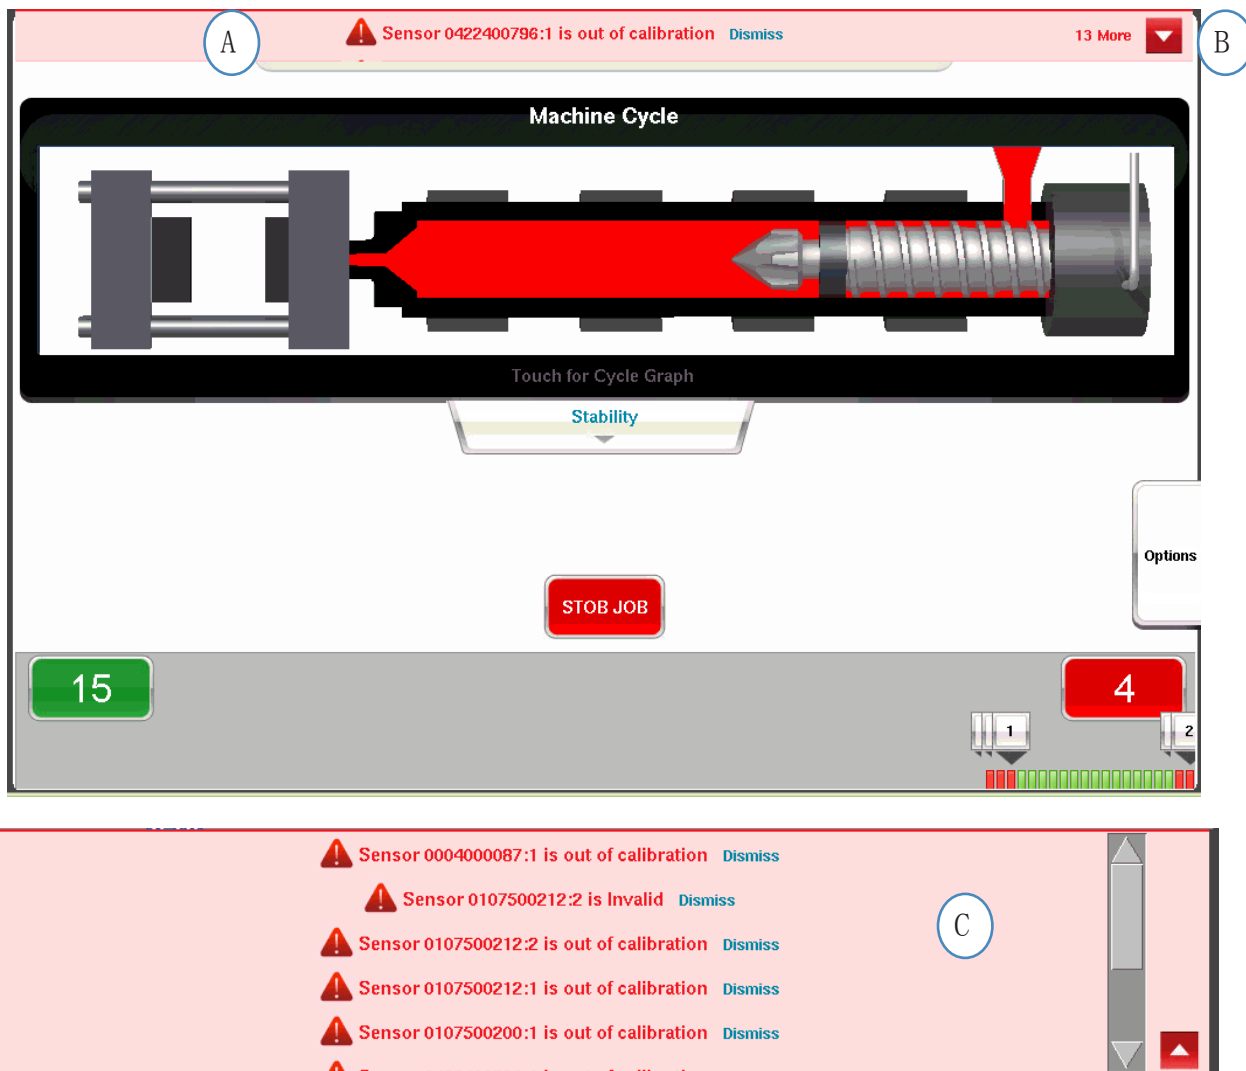 A
Sensor 0422400796:1 is out of calibration Dismiss
13 More
B
Machine Cycle
Touch for Cycle Graph
Stability
Options
STOB JOB
15
4
1
2
Sensor 0004000087:1 is out of calibration Dismiss
Sensor 0107500212:2 is Invalid Dismiss
C
Sensor 0107500212:2 is out of calibration Dismiss
Sensor 0107500212:1 is out of calibration Dismiss
Sensor 0107500200:1 is out of calibration Dismiss